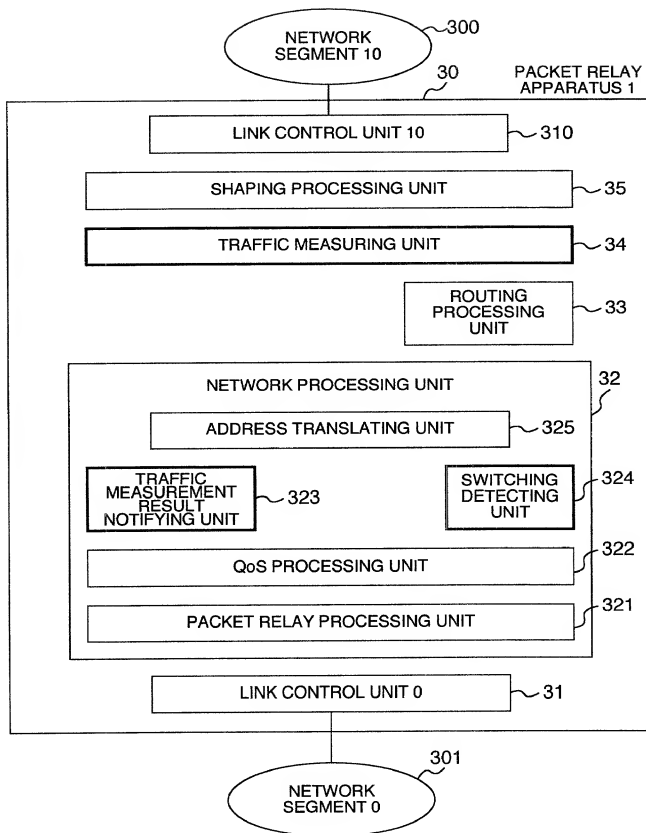 NETWORK
SEGMENT 10
300
30
PACKET RELAY
APPARATUS 1
LINK CONTROL UNIT 10
310
SHAPING PROCESSING UNIT
35
TRAFFIC MEASURING UNIT
34
ROUTING
PROCESSING
UNIT
33
NETWORK PROCESSING UNIT
32
ADDRESS TRANSLATING UNIT
325
TRAFFIC
MEASUREMENT
RESULT
NOTIFYING UNIT
323
SWITCHING
DETECTING
UNIT
324
QoS PROCESSING UNIT
322
PACKET RELAY PROCESSING UNIT
321
LINK CONTROL UNIT 0
31
NETWORK
SEGMENT 0
301